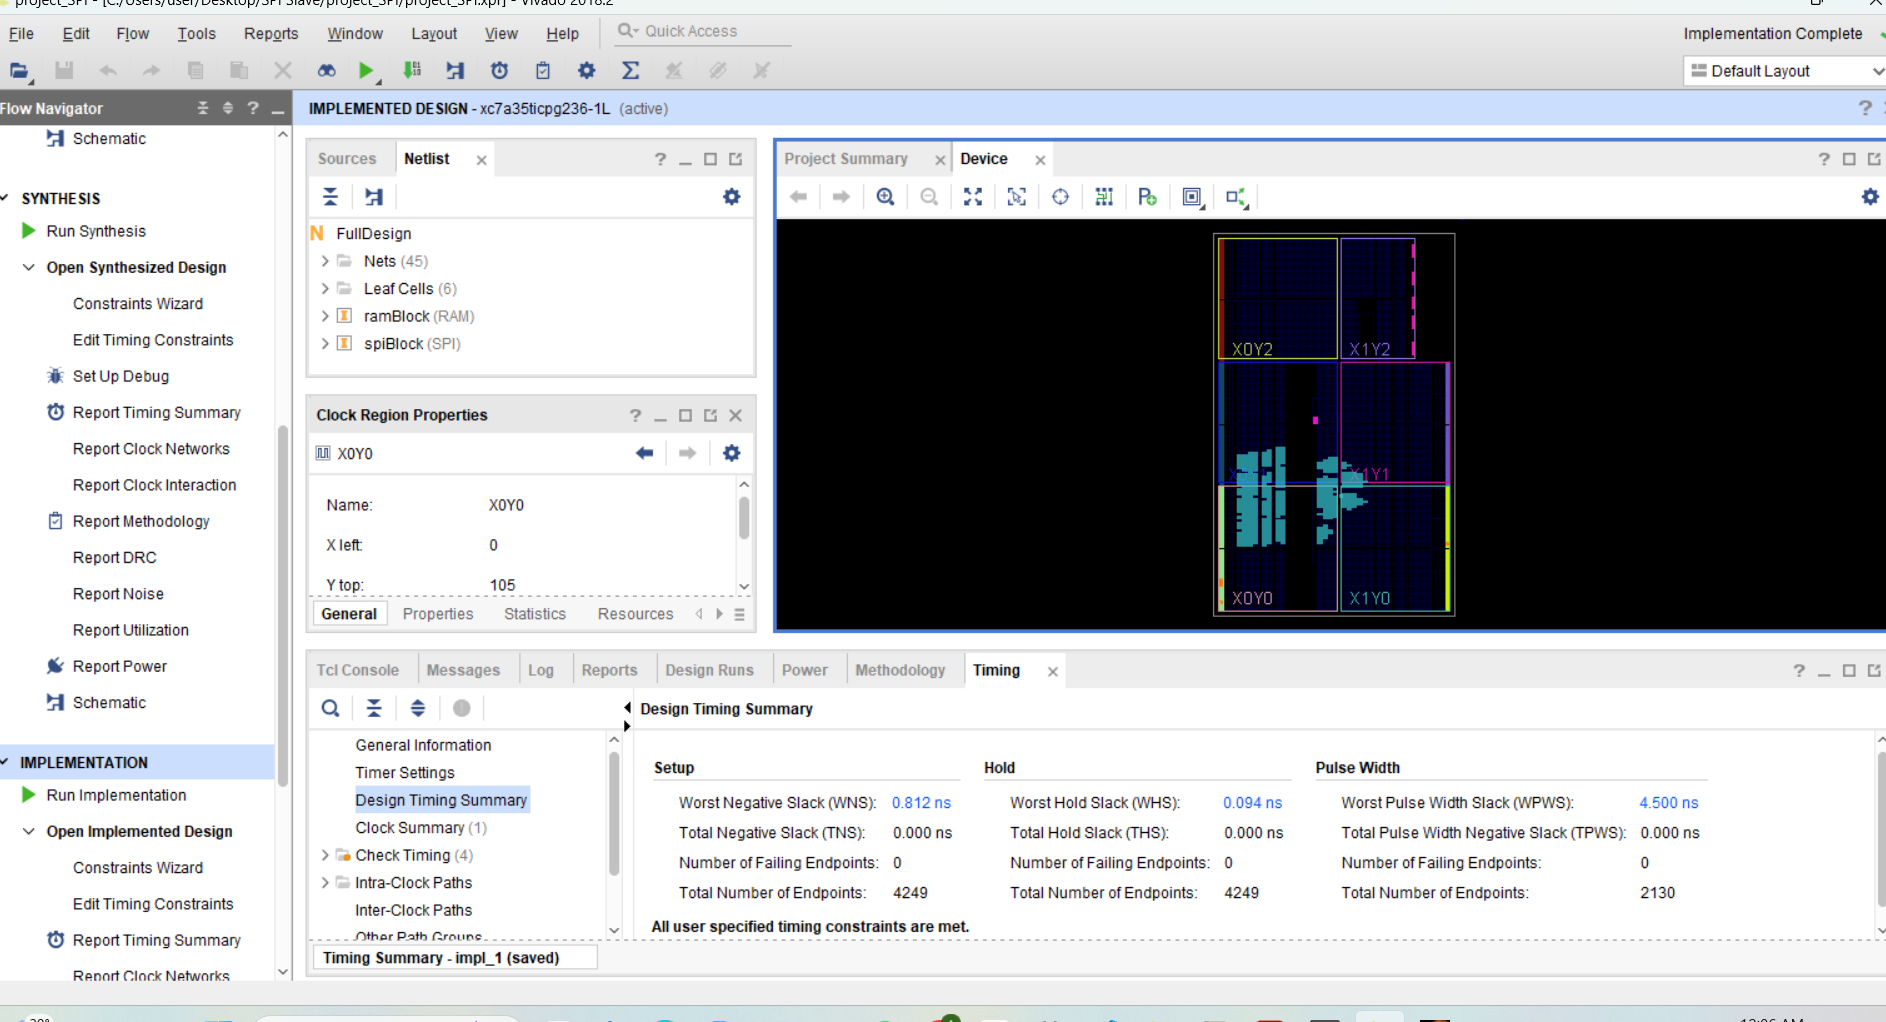 project_SPI - [C:/Users/user/Desktop/SPI Slave/project_SPI/project_SPI.xpr] - Vivado 2018.2
File Edit Flow Tools Reports Window Layout View Help Quick Access
Implementation Complete
Default Layout
Flow Navigator
IMPLEMENTED DESIGN - xc7a35ticpg236-1L (active)
Schematic
SYNTHESIS
Run Synthesis
Open Synthesized Design
Constraints Wizard
Edit Timing Constraints
Set Up Debug
Report Timing Summary
Report Clock Networks
Report Clock Interaction
Report Methodology
Report DRC
Report Noise
Report Utilization
Report Power
Schematic
IMPLEMENTATION
Run Implementation
Open Implemented Design
Constraints Wizard
Edit Timing Constraints
Report Timing Summary
Report Clock Networks
Sources Netlist
FullDesign
Nets (45)
Leaf Cells (6)
ramBlock (RAM)
spiBlock (SPI)
Clock Region Properties
X0Y0
Name: X0Y0
X left: 0
Y top: 105
General Properties Statistics Resources
Project Summary Device
X0Y2 X1Y2
X1Y1
X0Y0 X1Y0
Tcl Console Messages Log Reports Design Runs Power Methodology Timing
Design Timing Summary
General Information
Timer Settings
Design Timing Summary
Clock Summary (1)
Check Timing (4)
Intra-Clock Paths
Inter-Clock Paths
Other Path Groups
Setup Hold Pulse Width
Worst Negative Slack (WNS): 0.812 ns Worst Hold Slack (WHS): 0.094 ns Worst Pulse Width Slack (WPWS): 4.500 ns
Total Negative Slack (TNS): 0.000 ns Total Hold Slack (THS): 0.000 ns Total Pulse Width Negative Slack (TPWS): 0.000 ns
Number of Failing Endpoints: 0 Number of Failing Endpoints: 0 Number of Failing Endpoints: 0
Total Number of Endpoints: 4249 Total Number of Endpoints: 4249 Total Number of Endpoints: 2130
All user specified timing constraints are met.
Timing Summary - impl_1 (saved)